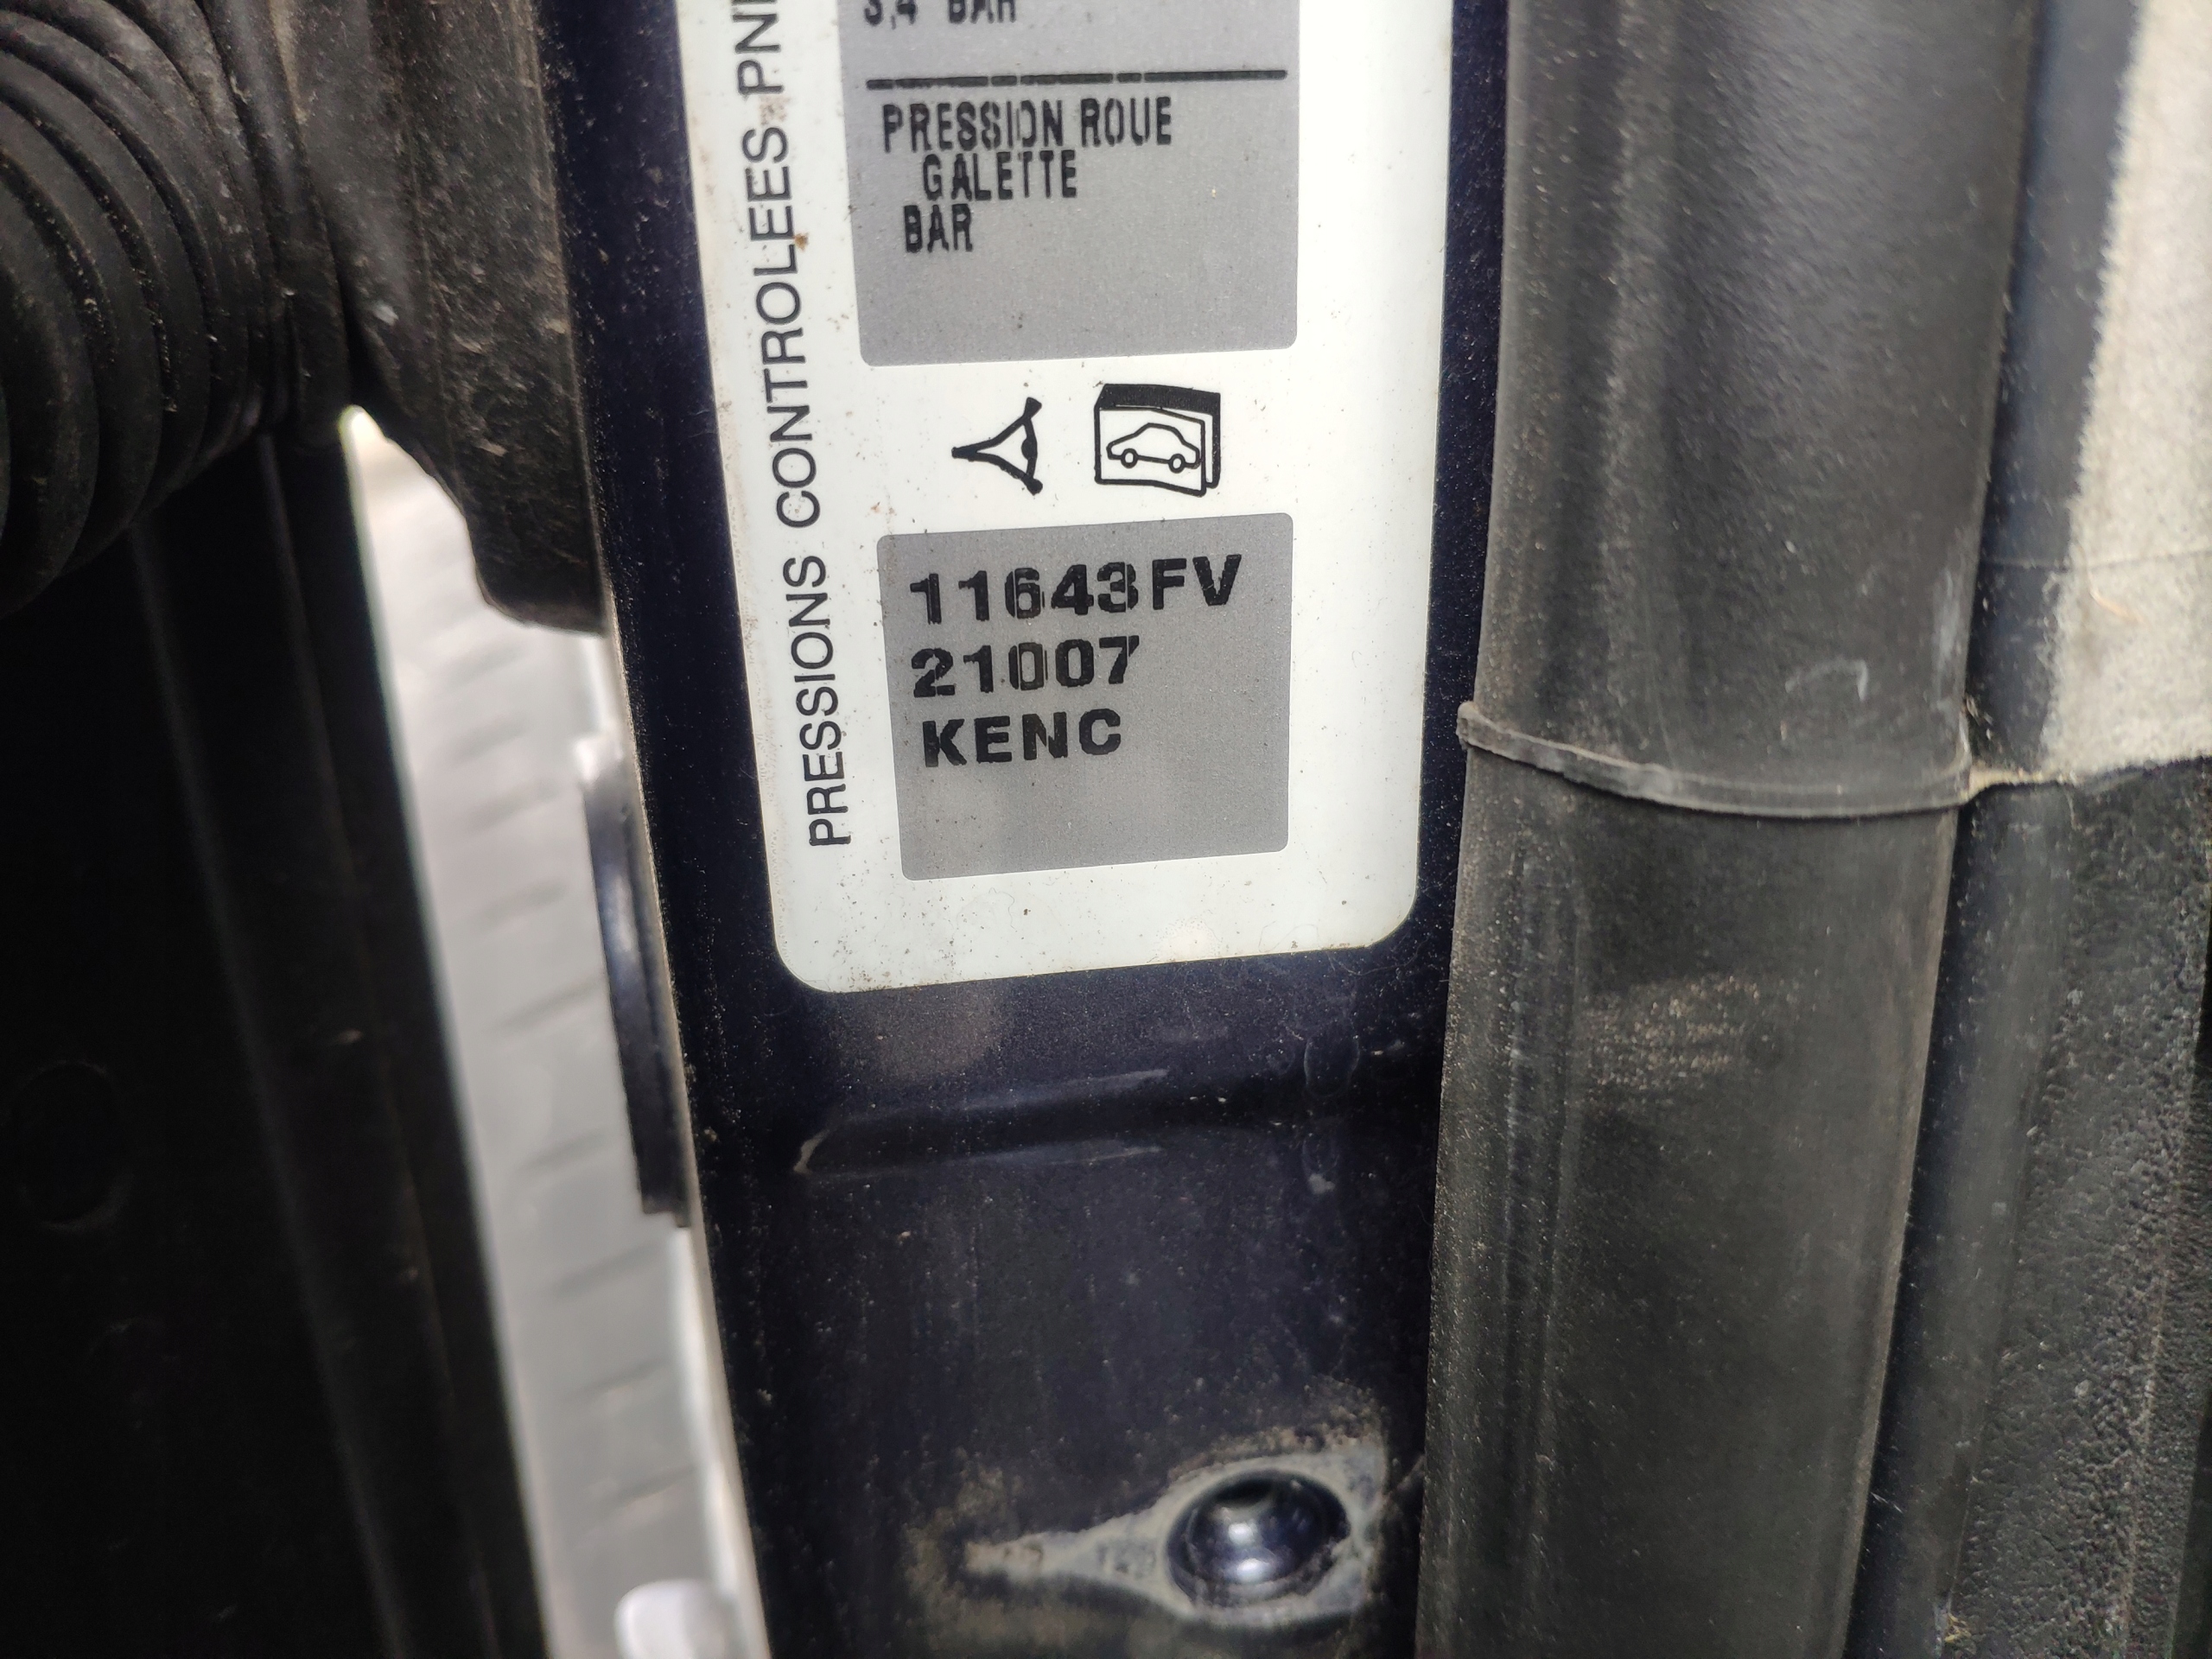 3,4 BAR
PRESSION ROUE
GALETTE
BAR
PRESSIONS CONTROLEES
11643FV
21007
KENC